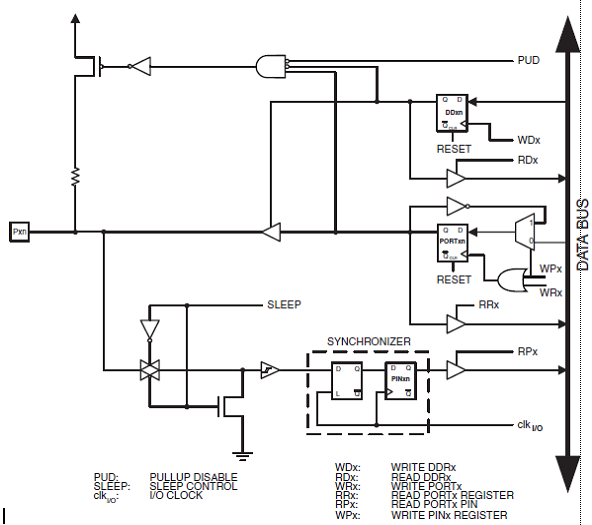 PUD
Q D
DDxn
Q CLR
WDx
RESET
RDx
Pxn
1
Q D
PORTxn
0
Q CLR
DATA BUS
WPx
RESET
WRx
SLEEP
RRx
SYNCHRONIZER
RPx
D Q
D Q
PINxn
L Q
Q
clk I/O
PUD: PULLUP DISABLE
SLEEP: SLEEP CONTROL
clk I/O: I/O CLOCK
WDx: WRITE DDRx
RDx: READ DDRx
WRx: WRITE PORTx
RRx: READ PORTx REGISTER
RPx: READ PORTx PIN
WPx: WRITE PINx REGISTER